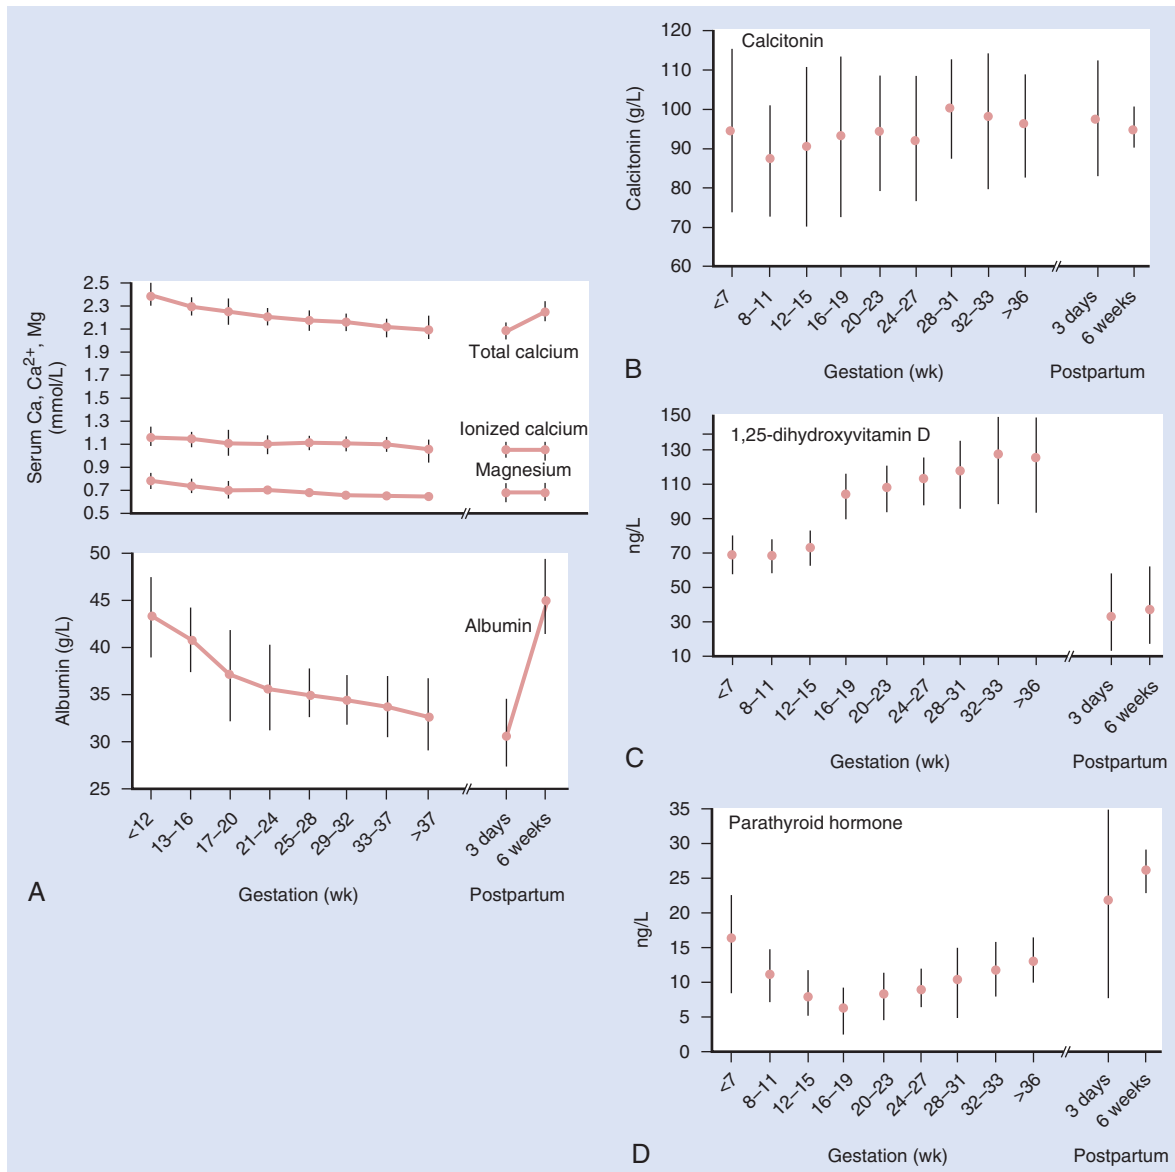 2.5
2.3
2.1
1.9
1.7
1.5
1.3
1.1
0.9
0.7
0.5
Serum Ca, Ca2+, Mg
(mmol/L)
Total calcium
Ionized calcium
Magnesium
50
45
40
35
30
25
Albumin (g/L)
Albumin
<12
13–16
17–20
21–24
25–28
29–32
33–37
>37
3 days
6 weeks
A
Gestation (wk)
Postpartum
120
110
100
90
80
70
60
Calcitonin (g/L)
Calcitonin
<7
8–11
12–15
16–19
20–23
24–27
28–31
32–33
>36
3 days
6 weeks
B
Gestation (wk)
Postpartum
150
130
110
90
70
50
30
10
ng/L
1,25-dihydroxyvitamin D
<7
8–11
12–15
16–19
20–23
24–27
28–31
32–33
>36
3 days
6 weeks
C
Gestation (wk)
Postpartum
35
30
25
20
15
10
5
0
ng/L
Parathyroid hormone
<7
8–11
12–15
16–19
20–23
24–27
28–31
32–33
>36
3 days
6 weeks
D
Gestation (wk)
Postpartum